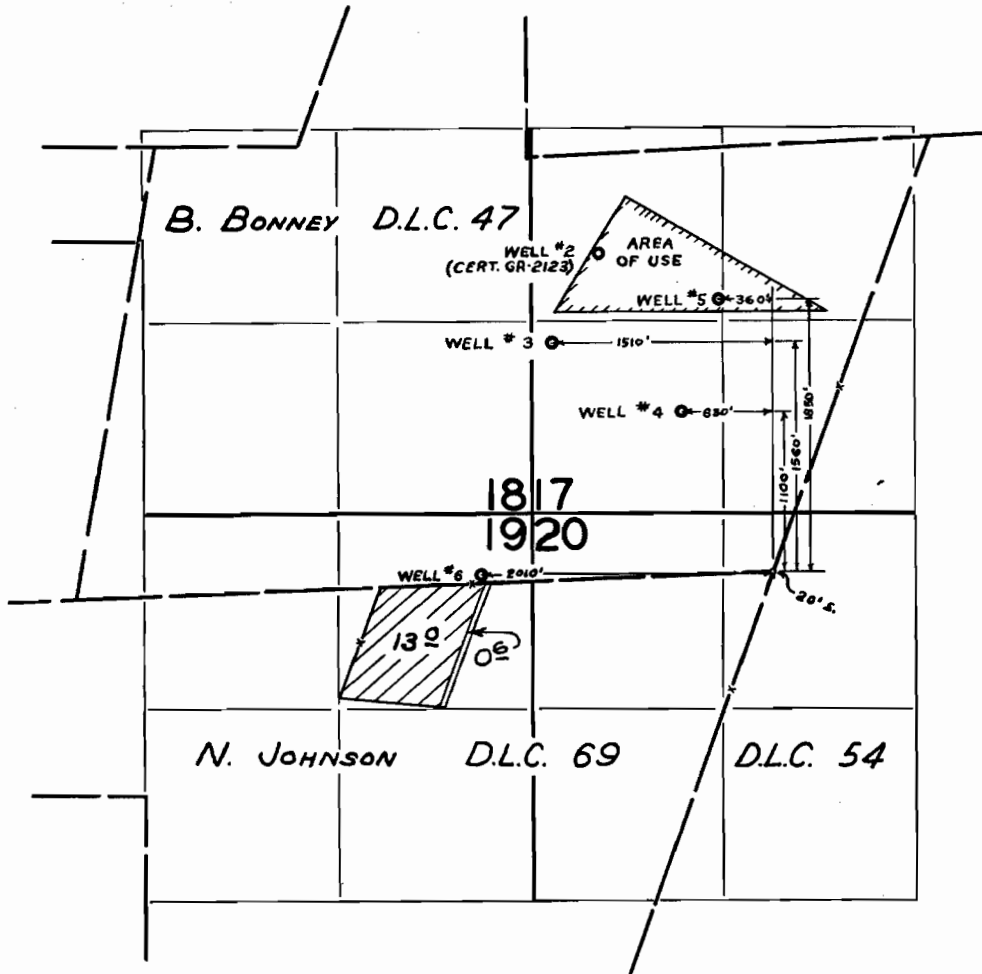 B. BONNEY D.L.C. 47
WELL #2
(CERT. GR-2123)
AREA
OF USE
WELL #5 360'
WELL # 3 1510'
WELL #4 630'
1850'
1560'
1100'
18 17
19 20
WELL #6 2010'
20' S.
13 0
0 6
N. JOHNSON D.L.C. 69 D.L.C. 54